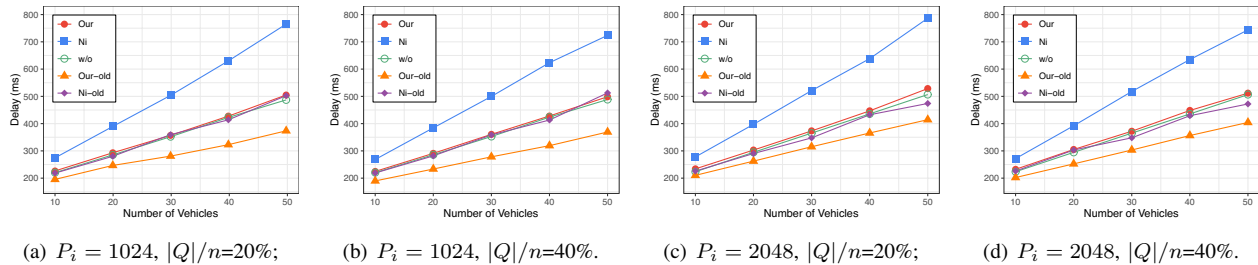 Delay (ms)
800
700
600
500
400
300
200
Our
Ni
w/o
Our-old
Ni-old
10 20 30 40 50
Number of Vehicles
(a) P_i = 1024, |Q|/n=20%;
Delay (ms)
800
700
600
500
400
300
200
Our
Ni
w/o
Our-old
Ni-old
10 20 30 40 50
Number of Vehicles
(b) P_i = 1024, |Q|/n=40%.
Delay (ms)
800
700
600
500
400
300
200
Our
Ni
w/o
Our-old
Ni-old
10 20 30 40 50
Number of Vehicles
(c) P_i = 2048, |Q|/n=20%;
Delay (ms)
800
700
600
500
400
300
200
Our
Ni
w/o
Our-old
Ni-old
10 20 30 40 50
Number of Vehicles
(d) P_i = 2048, |Q|/n=40%.